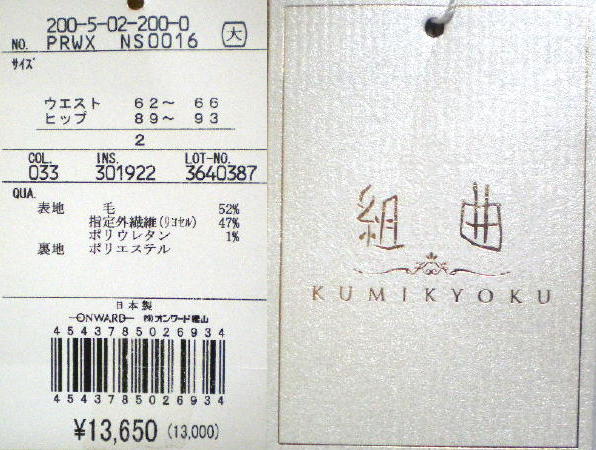 200-5-02-200-0
NO. PRWX NS0016 大
サイズ
ウエスト 62～ 66
ヒップ 89～ 93
2
COL. INS. LOT-NO.
033 301922 3640387
QUA.
表地 毛 52%
指定外繊維(リヨセル) 47%
ポリウレタン 1%
裏地 ポリエステル
日本製
ONWARD ㈱オンワード樫山
4543785026934
4543785026934
¥13,650 (13,000)
組曲
KUMIKYOKU